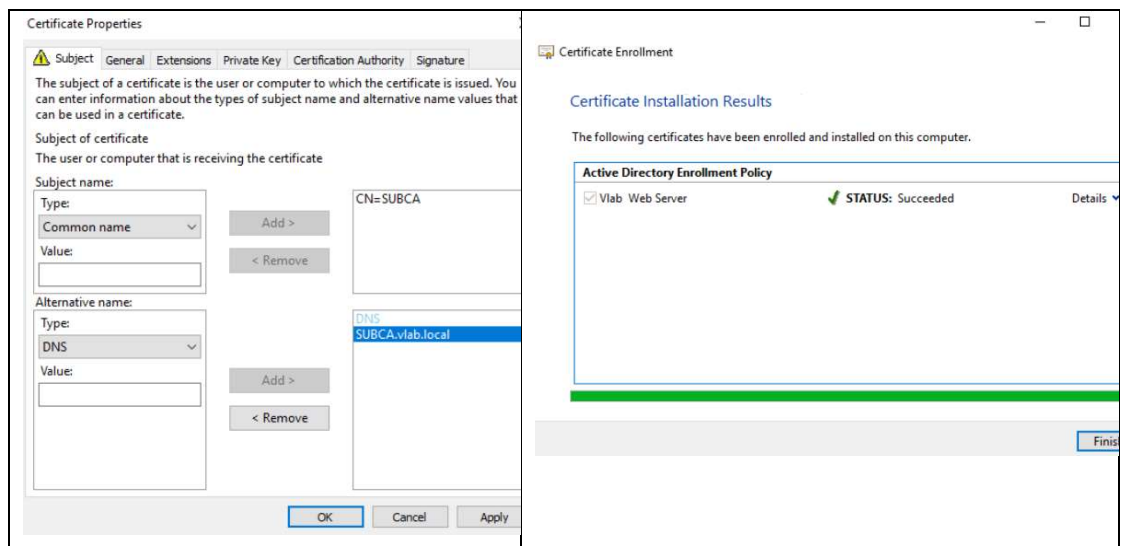 Certificate Properties
Subject General Extensions Private Key Certification Authority Signature
The subject of a certificate is the user or computer to which the certificate is issued. You
can enter information about the types of subject name and alternative name values that
can be used in a certificate.
Subject of certificate
The user or computer that is receiving the certificate
Subject name:
Type:
Common name
Value:
Add >
< Remove
CN=SUBCA
Alternative name:
Type:
DNS
Value:
Add >
< Remove
DNS
SUBCA.vlab.local
OK Cancel Apply
Certificate Enrollment
Certificate Installation Results
The following certificates have been enrolled and installed on this computer.
Active Directory Enrollment Policy
Vlab Web Server STATUS: Succeeded Details
Finis